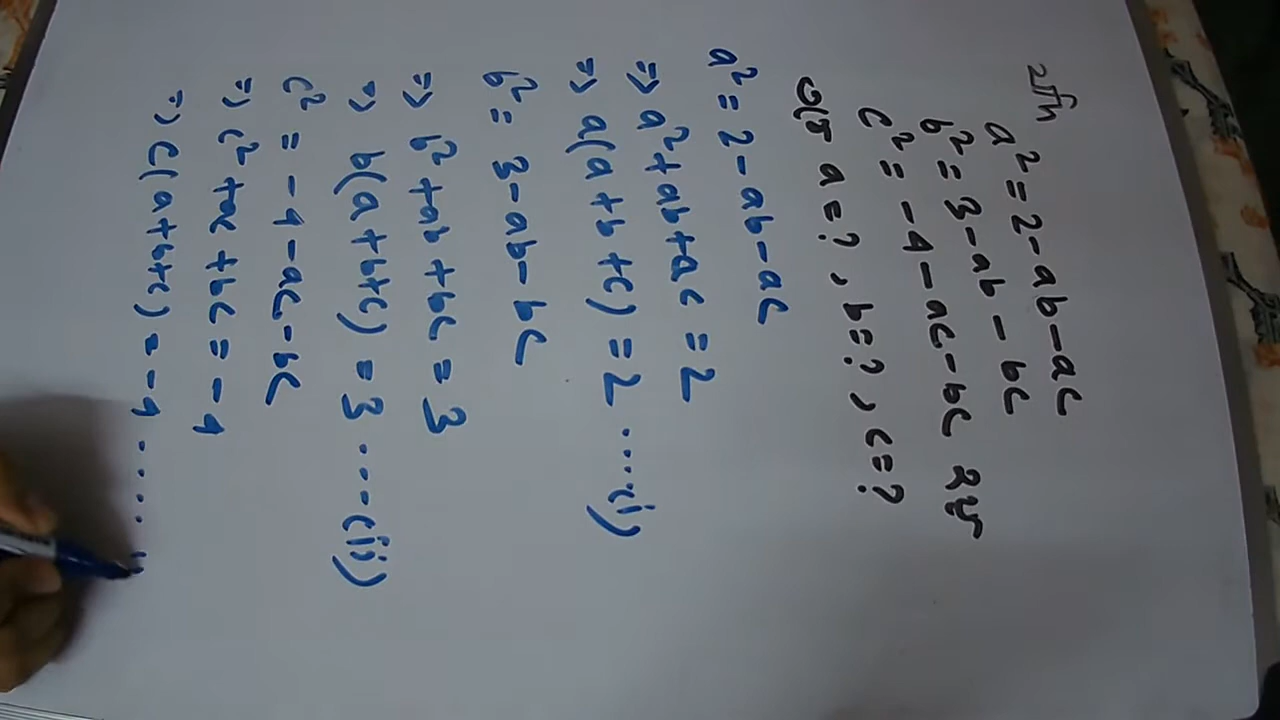 যদি
a² = 2 - ab - ac
b² = 3 - ab - bc
c² = -4 - ac - bc হয়
তবে a = ? , b = ? , c = ?
a² = 2 - ab - ac
⇒ a² + ab + ac = 2
⇒ a(a + b + c) = 2 .... (i)
b² = 3 - ab - bc
⇒ b² + ab + bc = 3
⇒ b(a + b + c) = 3 .... (ii)
c² = -4 - ac - bc
⇒ c² + ac + bc = -4
⇒ c(a + b + c) = -4 .....